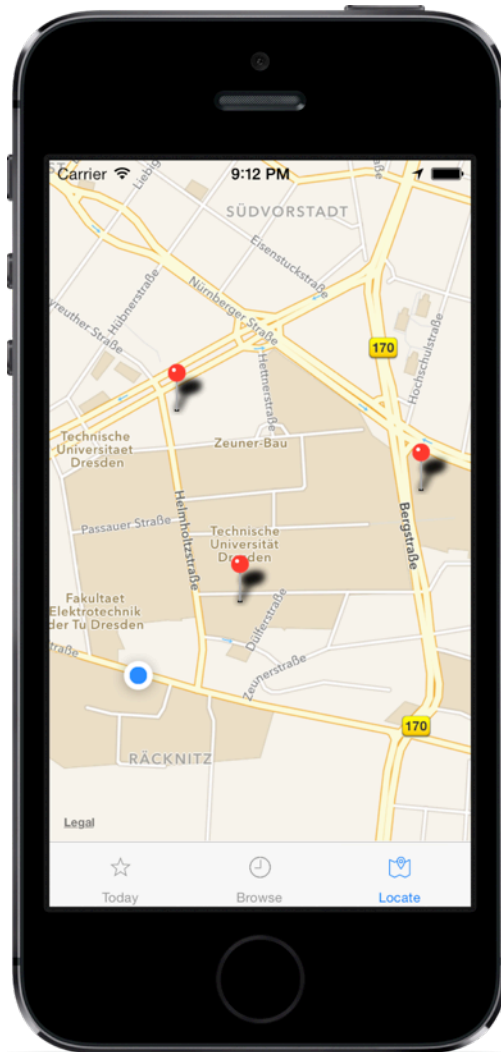 Carrier
9:12 PM
SÜDVORSTADT
Eisenstuckstraße
Hübnerstraße
Nürnberger Straße
Hettnerstraße
170
Hochschulstraße
Technische
Universitaet
Dresden
Zeuner-Bau
Helmholtzstraße
Bergstraße
Passauer Straße
Technische
Universität
Dresden
Fakultaet
Elektrotechnik
der Tu Dresden
Dülferstraße
Zeunerstraße
170
RÄCKNITZ
Legal
Today
Browse
Locate